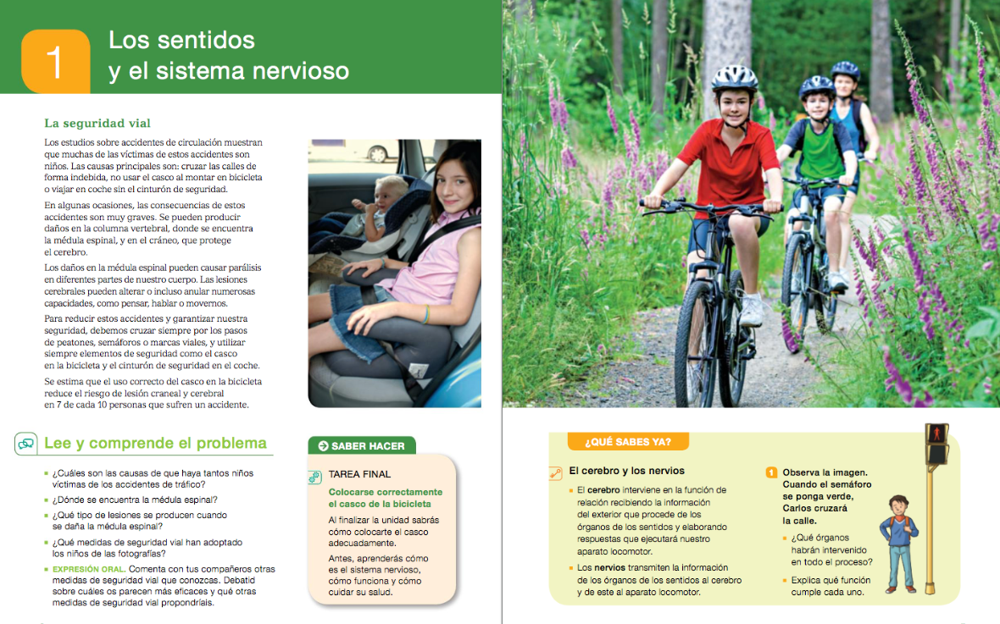 1
Los sentidos
y el sistema nervioso
La seguridad vial
Los estudios sobre accidentes de circulación muestran
que muchas de las víctimas de estos accidentes son
niños. Las causas principales son: cruzar las calles de
forma indebida, no usar el casco al montar en bicicleta
o viajar en coche sin el cinturón de seguridad.
En algunas ocasiones, las consecuencias de estos
accidentes son muy graves. Se pueden producir
daños en la columna vertebral, donde se encuentra
la médula espinal, y en el cráneo, que protege
el cerebro.
Los daños en la médula espinal pueden causar parálisis
en diferentes partes de nuestro cuerpo. Las lesiones
cerebrales pueden alterar o incluso anular numerosas
capacidades, como pensar, hablar o movernos.
Para reducir estos accidentes y garantizar nuestra
seguridad, debemos cruzar siempre por los pasos
de peatones, semáforos o marcas viales, y utilizar
siempre elementos de seguridad como el casco
en la bicicleta y el cinturón de seguridad en el coche.
Se estima que el uso correcto del casco en la bicicleta
reduce el riesgo de lesión craneal y cerebral
en 7 de cada 10 personas que sufren un accidente.
Lee y comprende el problema
¿Cuáles son las causas de que haya tantos niños
víctimas de los accidentes de tráfico?
¿Dónde se encuentra la médula espinal?
¿Qué tipo de lesiones se producen cuando
se daña la médula espinal?
¿Qué medidas de seguridad vial han adoptado
los niños de las fotografías?
EXPRESIÓN ORAL. Comenta con tus compañeros otras
medidas de seguridad vial que conozcas. Debatid
sobre cuáles os parecen más eficaces y qué otras
medidas de seguridad vial propondríais.
SABER HACER
TAREA FINAL
Colocarse correctamente
el casco de la bicicleta
Al finalizar la unidad sabrás
cómo colocarte el casco
adecuadamente.
Antes, aprenderás cómo
es el sistema nervioso,
cómo funciona y cómo
cuidar su salud.
¿QUÉ SABES YA?
El cerebro y los nervios
El cerebro interviene en la función de
relación recibiendo la información
del exterior que procede de los
órganos de los sentidos y elaborando
respuestas que ejecutará nuestro
aparato locomotor.
Los nervios transmiten la información
de los órganos de los sentidos al cerebro
y de este al aparato locomotor.
1 Observa la imagen.
Cuando el semáforo
se ponga verde,
Carlos cruzará
la calle.
¿Qué órganos
habrán intervenido
en todo el proceso?
Explica qué función
cumple cada uno.